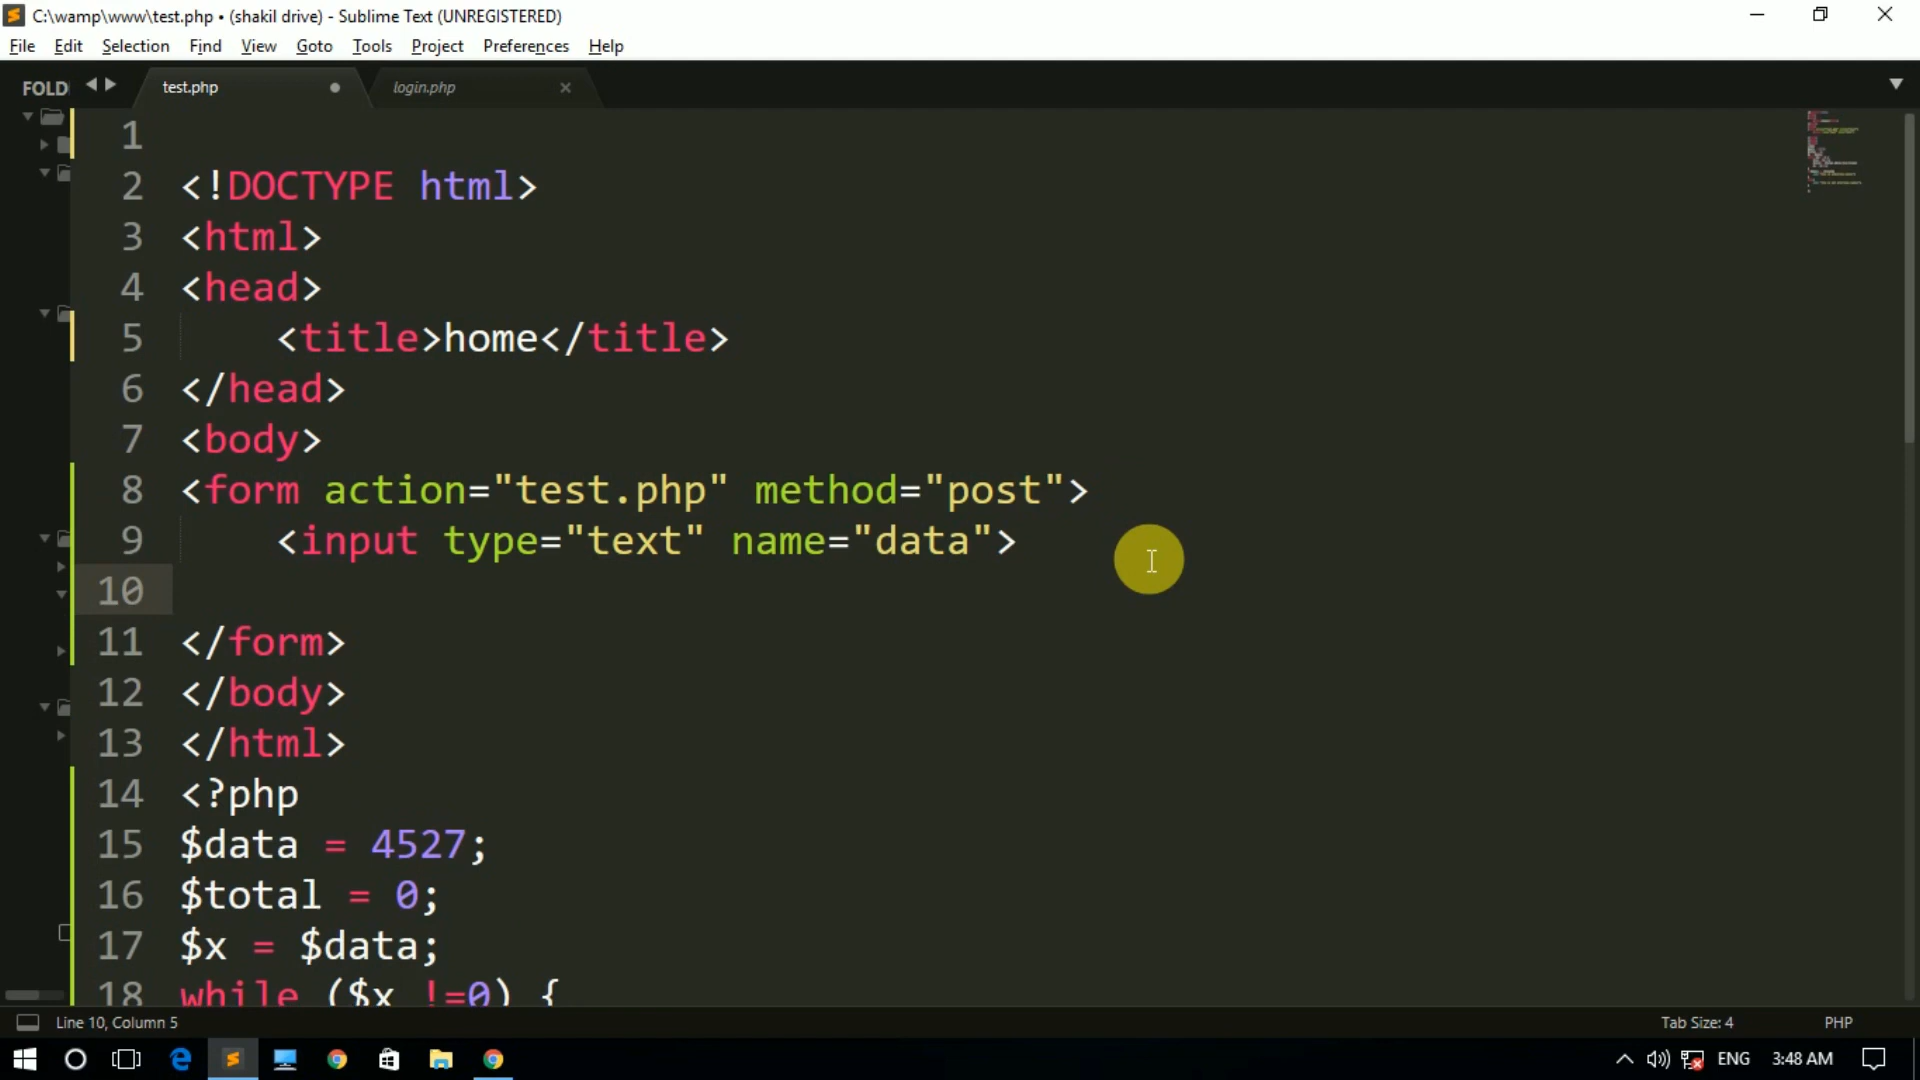 C:\wamp\www\test.php • (shakil drive) - Sublime Text (UNREGISTERED)
File Edit Selection Find View Goto Tools Project Preferences Help
FOLD
test.php
login.php
1
2 <!DOCTYPE html>
3 <html>
4 <head>
5 <title>home</title>
6 </head>
7 <body>
8 <form action="test.php" method="post">
9 <input type="text" name="data">
10
11 </form>
12 </body>
13 </html>
14 <?php
15 $data = 4527;
16 $total = 0;
17 $x = $data;
18 while ($x !=0) {
Line 10, Column 5
Tab Size: 4
PHP
ENG
3:48 AM